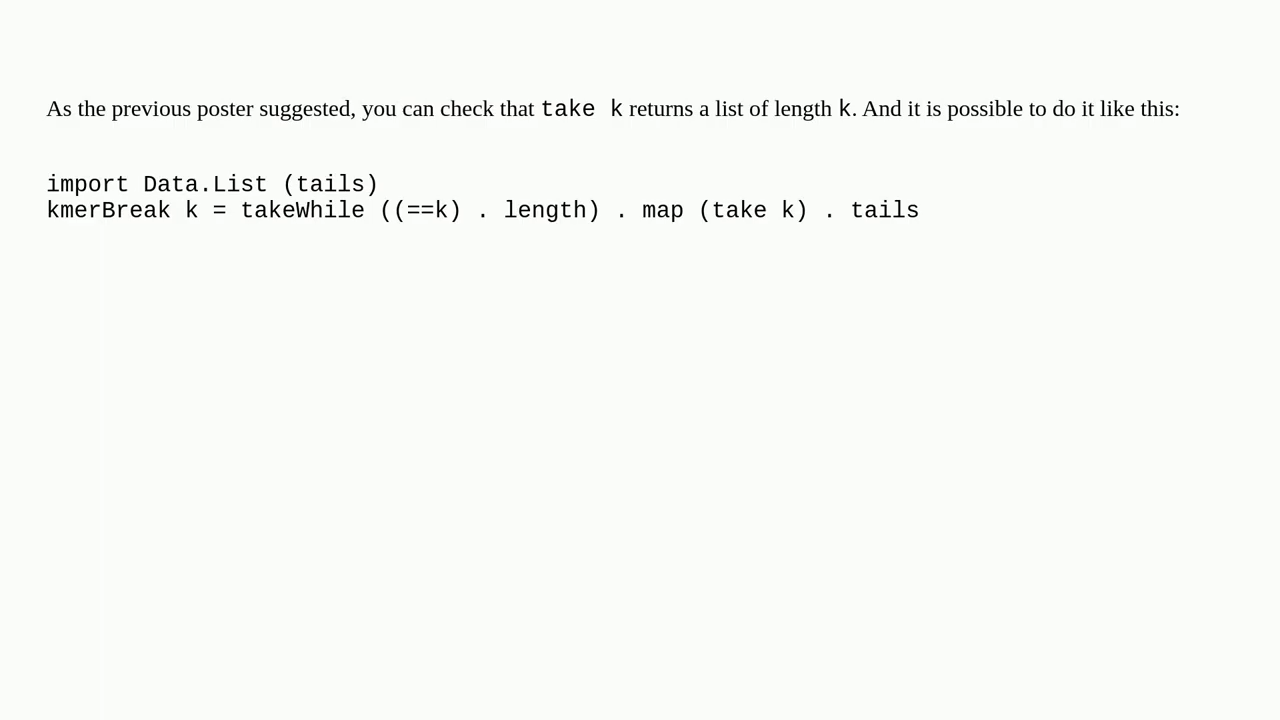 As the previous poster suggested, you can check that take k returns a list of length k. And it is possible to do it like this:
import Data.List (tails)
kmerBreak k = takeWhile ((==k) . length) . map (take k) . tails